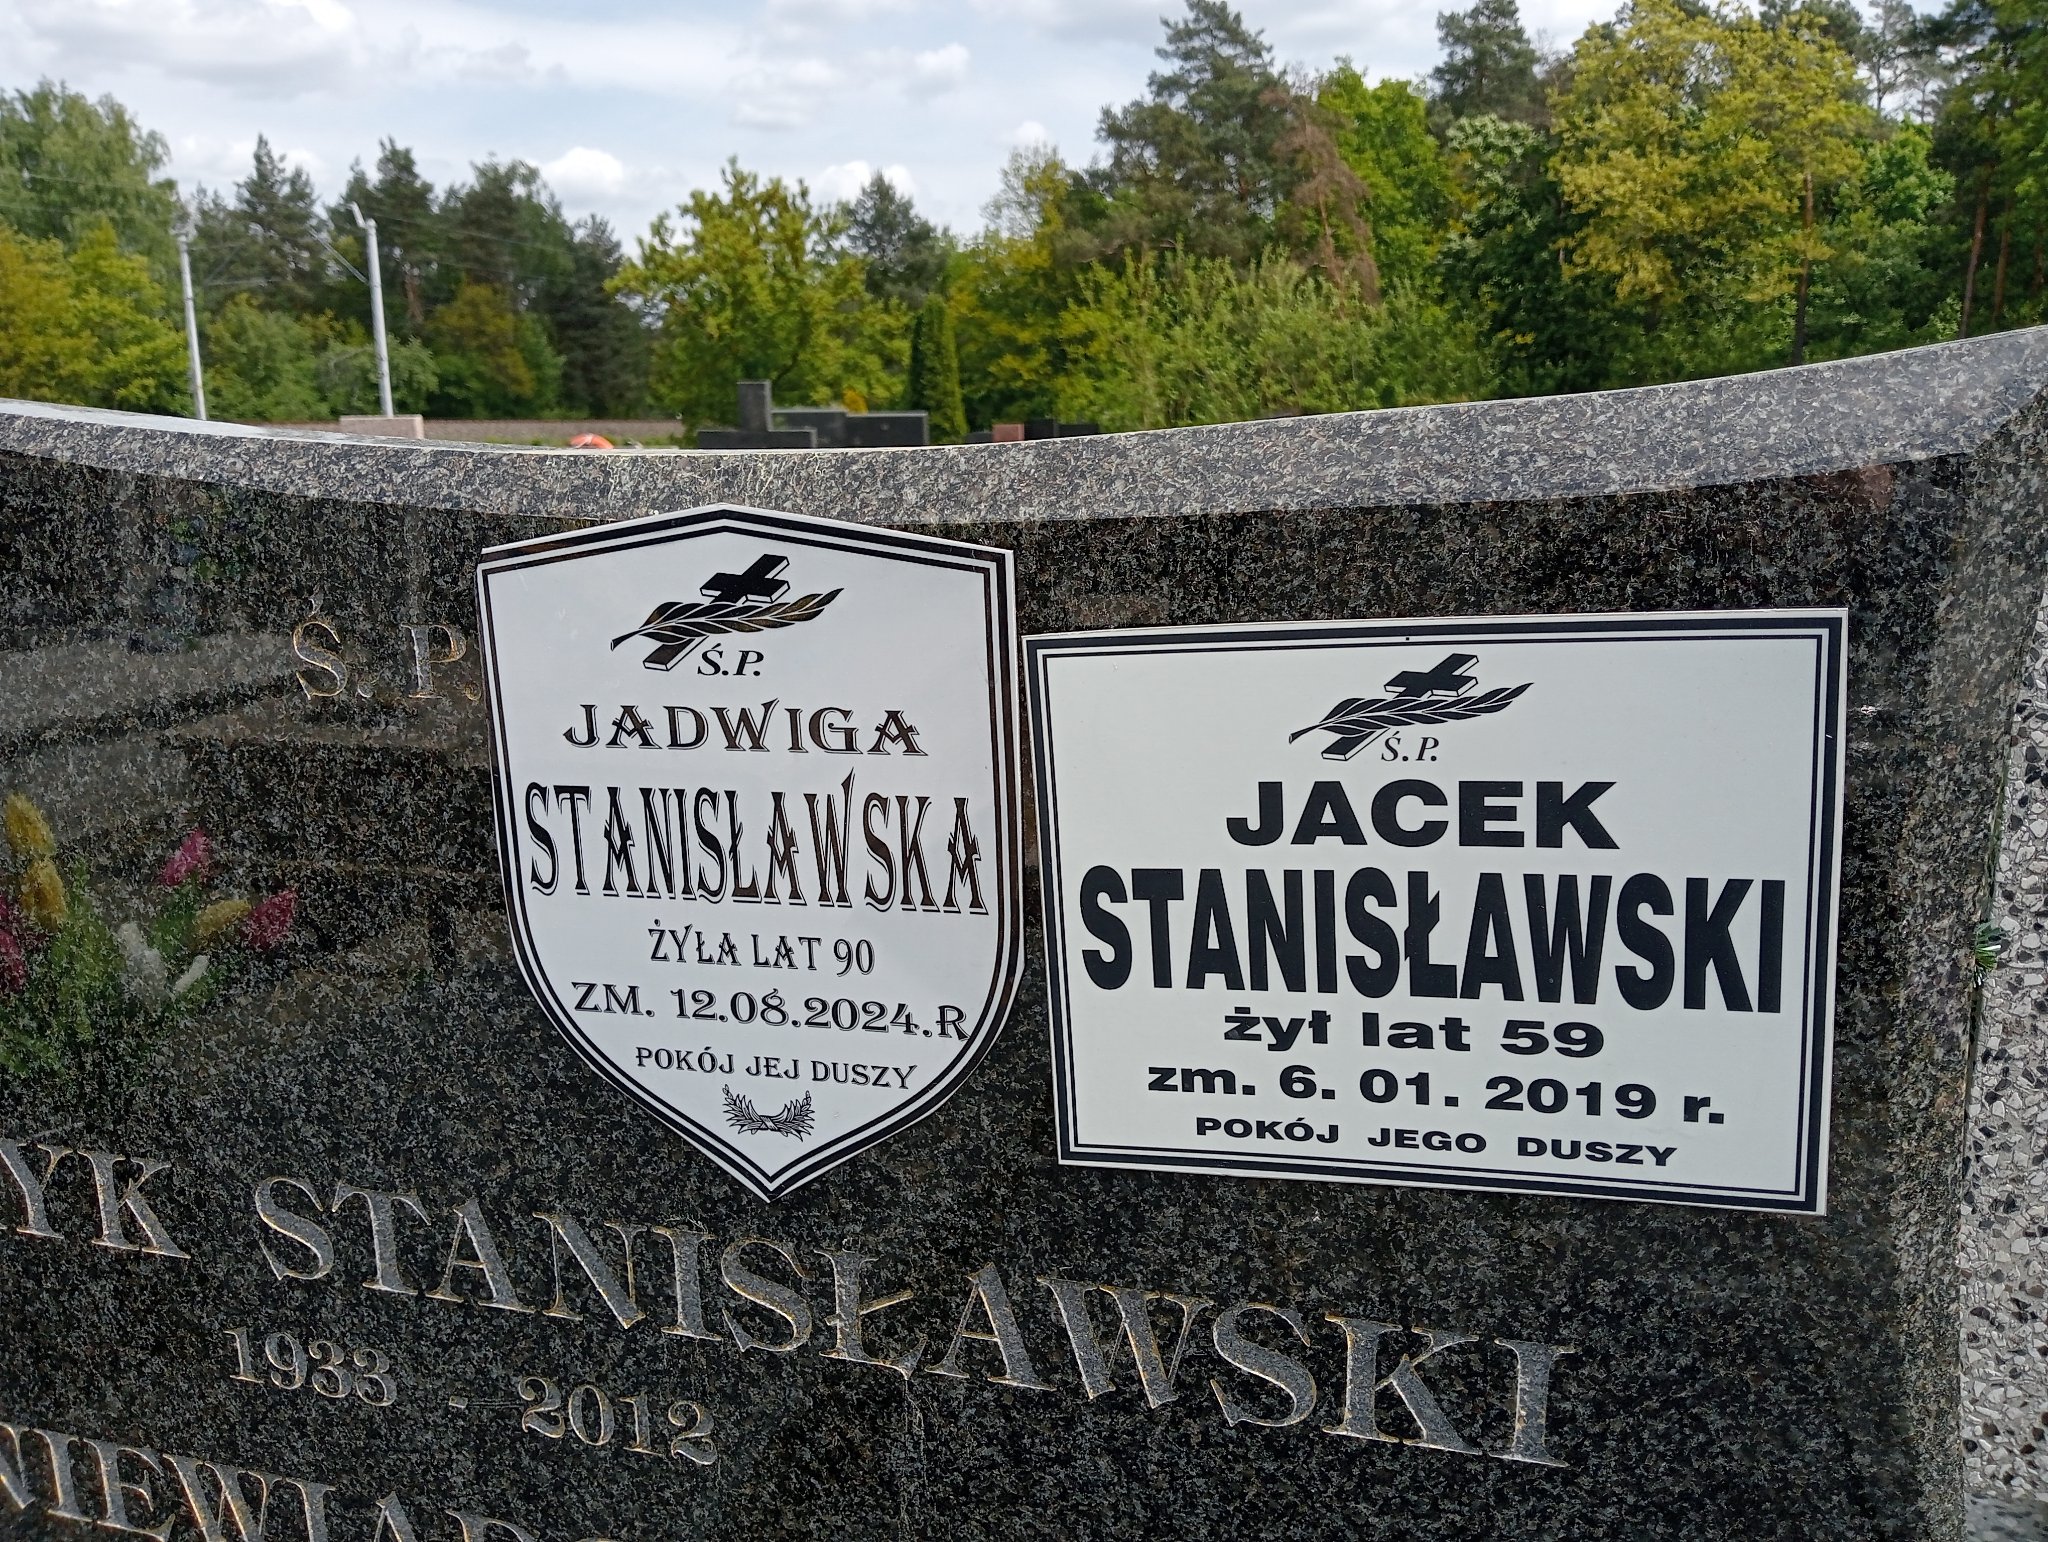 Ś.P.
Ś.P.
JADWIGA
STANISŁAWSKA
ŻYŁA LAT 90
ZM. 12.08.2024.R
POKÓJ JEJ DUSZY
Ś.P.
JACEK
STANISŁAWSKI
żył lat 59
zm. 6. 01. 2019 r.
POKÓJ JEGO DUSZY
YK STANISŁAWSKI
1933 - 2012